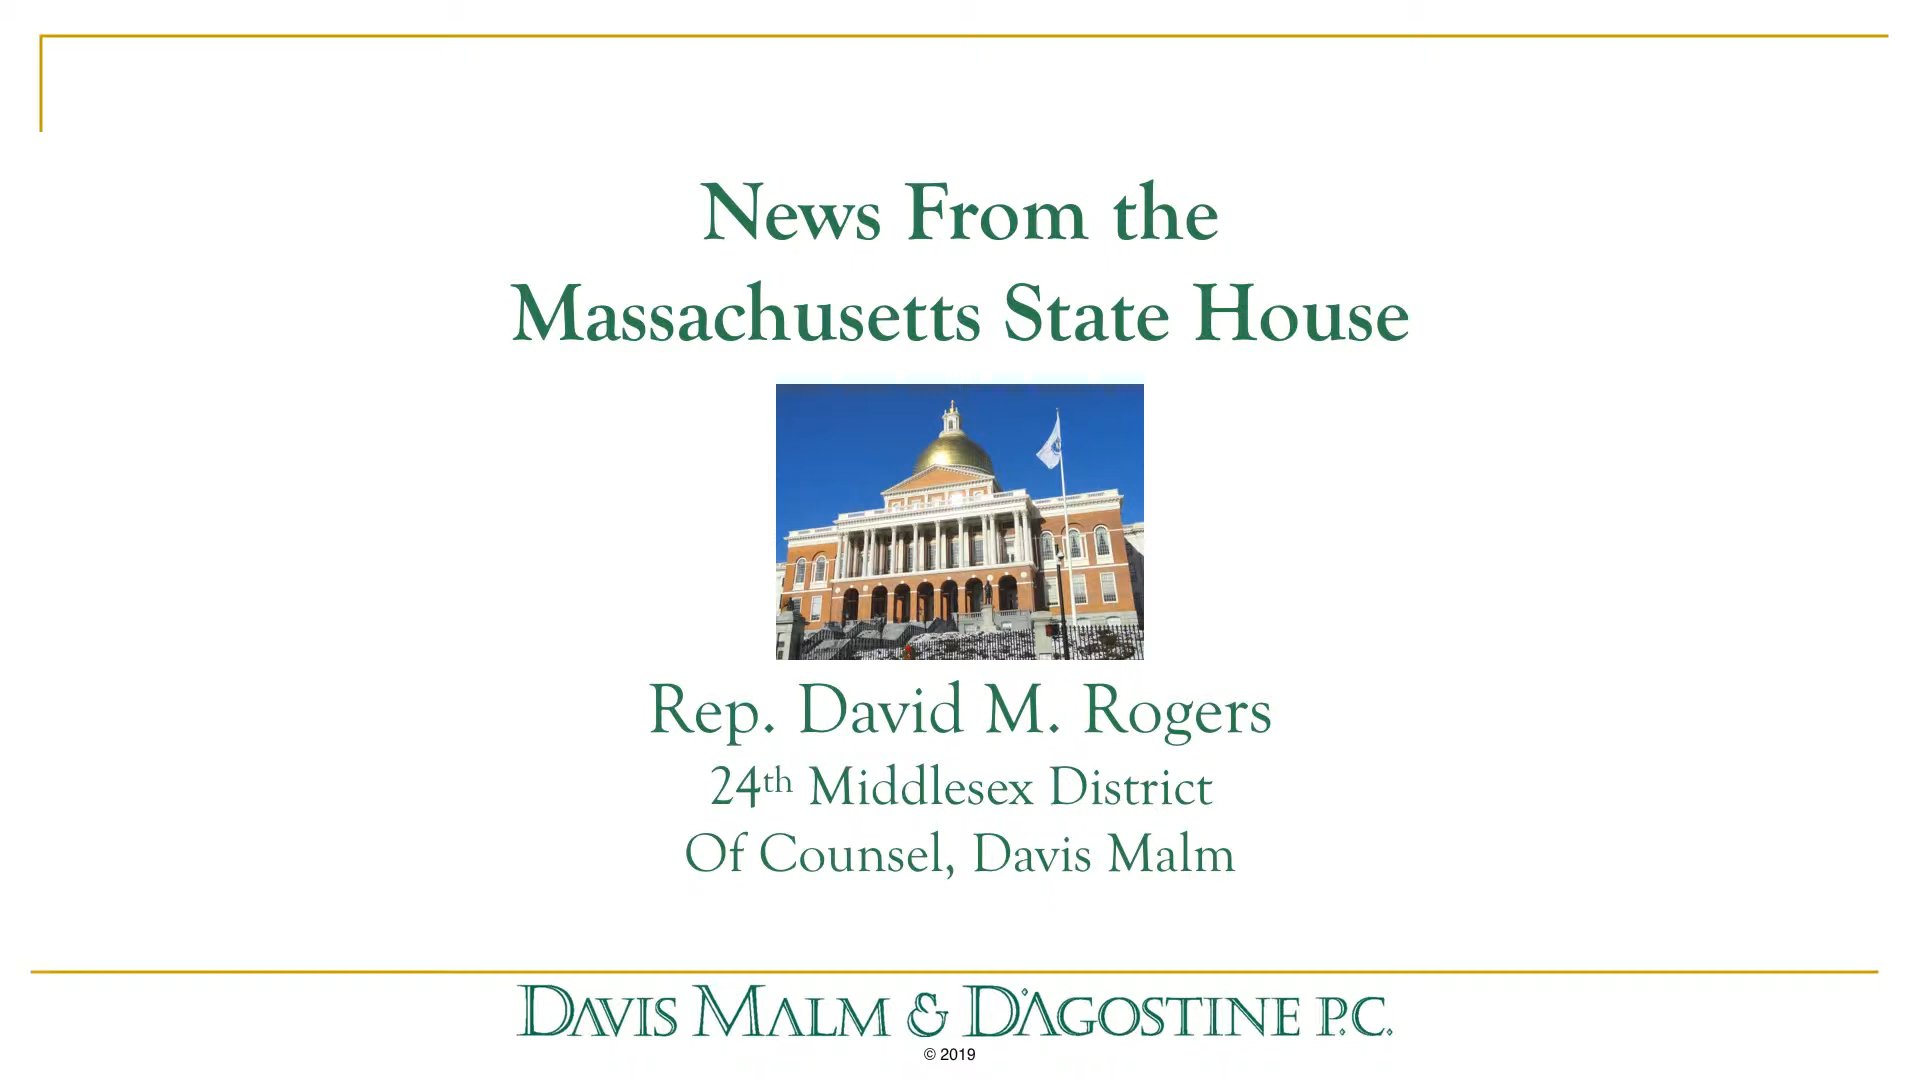 News From the
Massachusetts State House
Rep. David M. Rogers
24th Middlesex District
Of Counsel, Davis Malm
DAVIS MALM & D'AGOSTINE P.C.
© 2019